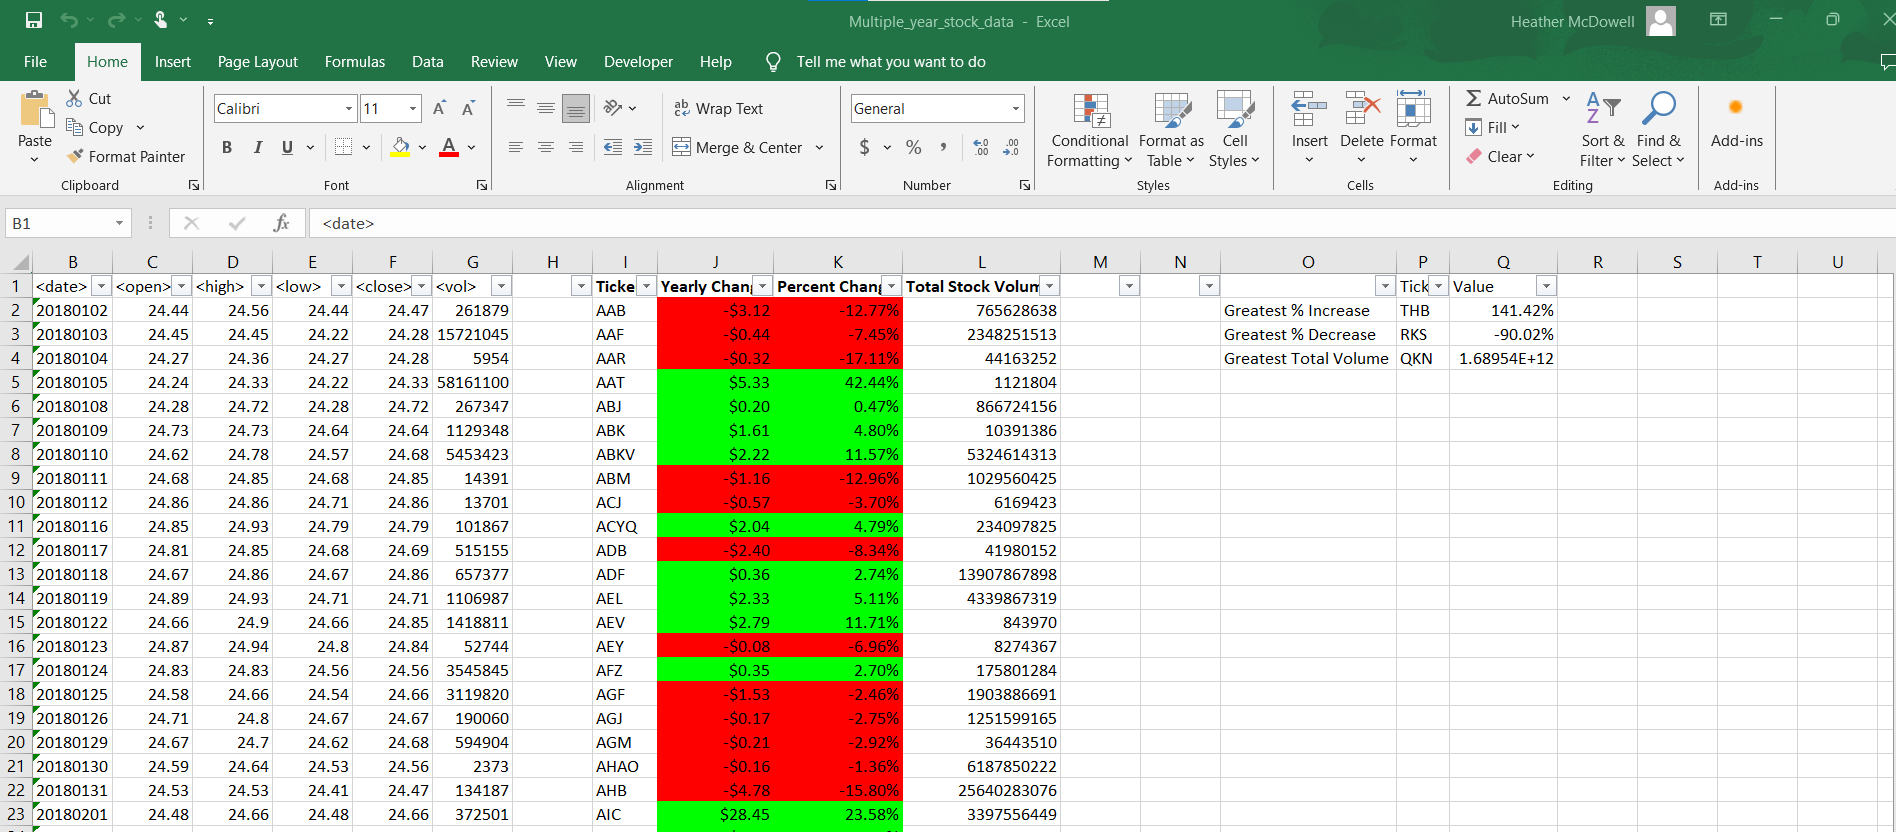 Multiple_year_stock_data - Excel Heather McDowell
File Home Insert Page Layout Formulas Data Review View Developer Help Tell me what you want to do
Cut
Copy
Format Painter
Paste
Clipboard
Calibri 11
B I U A
Font
ab Wrap Text
Merge & Center
Alignment
General
$ % ,
Number
Conditional Formatting
Format as Table
Cell Styles
Styles
Insert Delete Format
Cells
AutoSum
Fill
Clear
Sort & Filter
Find & Select
Editing
Add-ins
Add-ins
B1 fx <date>
B C D E F G H I J K L M N O P Q R S T U
1 <date> <open> <high> <low> <close> <vol> Ticke Yearly Chang Percent Chang Total Stock Volum Tick Value
2 20180102 24.44 24.56 24.44 24.47 261879 AAB -$3.12 -12.77% 765628638 Greatest % Increase THB 141.42%
3 20180103 24.45 24.45 24.22 24.28 15721045 AAF -$0.44 -7.45% 2348251513 Greatest % Decrease RKS -90.02%
4 20180104 24.27 24.36 24.27 24.28 5954 AAR -$0.32 -17.11% 44163252 Greatest Total Volume QKN 1.68954E+12
5 20180105 24.24 24.33 24.22 24.33 58161100 AAT $5.33 42.44% 1121804
6 20180108 24.28 24.72 24.28 24.72 267347 ABJ $0.20 0.47% 866724156
7 20180109 24.73 24.73 24.64 24.64 1129348 ABK $1.61 4.80% 10391386
8 20180110 24.62 24.78 24.57 24.68 5453423 ABKV $2.22 11.57% 5324614313
9 20180111 24.68 24.85 24.68 24.85 14391 ABM -$1.16 -12.96% 1029560425
10 20180112 24.86 24.86 24.71 24.86 13701 ACJ -$0.57 -3.70% 6169423
11 20180116 24.85 24.93 24.79 24.79 101867 ACYQ $2.04 4.79% 234097825
12 20180117 24.81 24.85 24.68 24.69 515155 ADB -$2.40 -8.34% 41980152
13 20180118 24.67 24.86 24.67 24.86 657377 ADF $0.36 2.74% 13907867898
14 20180119 24.89 24.93 24.71 24.71 1106987 AEL $2.33 5.11% 4339867319
15 20180122 24.66 24.9 24.66 24.85 1418811 AEV $2.79 11.71% 843970
16 20180123 24.87 24.94 24.8 24.84 52744 AEY -$0.08 -6.96% 8274367
17 20180124 24.83 24.83 24.56 24.56 3545845 AFZ $0.35 2.70% 175801284
18 20180125 24.58 24.66 24.54 24.66 3119820 AGF -$1.53 -2.46% 1903886691
19 20180126 24.71 24.8 24.67 24.67 190060 AGJ -$0.17 -2.75% 1251599165
20 20180129 24.67 24.7 24.62 24.68 594904 AGM -$0.21 -2.92% 36443510
21 20180130 24.59 24.64 24.53 24.56 2373 AHAO -$0.16 -1.36% 6187850222
22 20180131 24.53 24.53 24.41 24.47 134187 AHB -$4.78 -15.80% 25640283076
23 20180201 24.48 24.66 24.48 24.66 372501 AIC $28.45 23.58% 3397556449